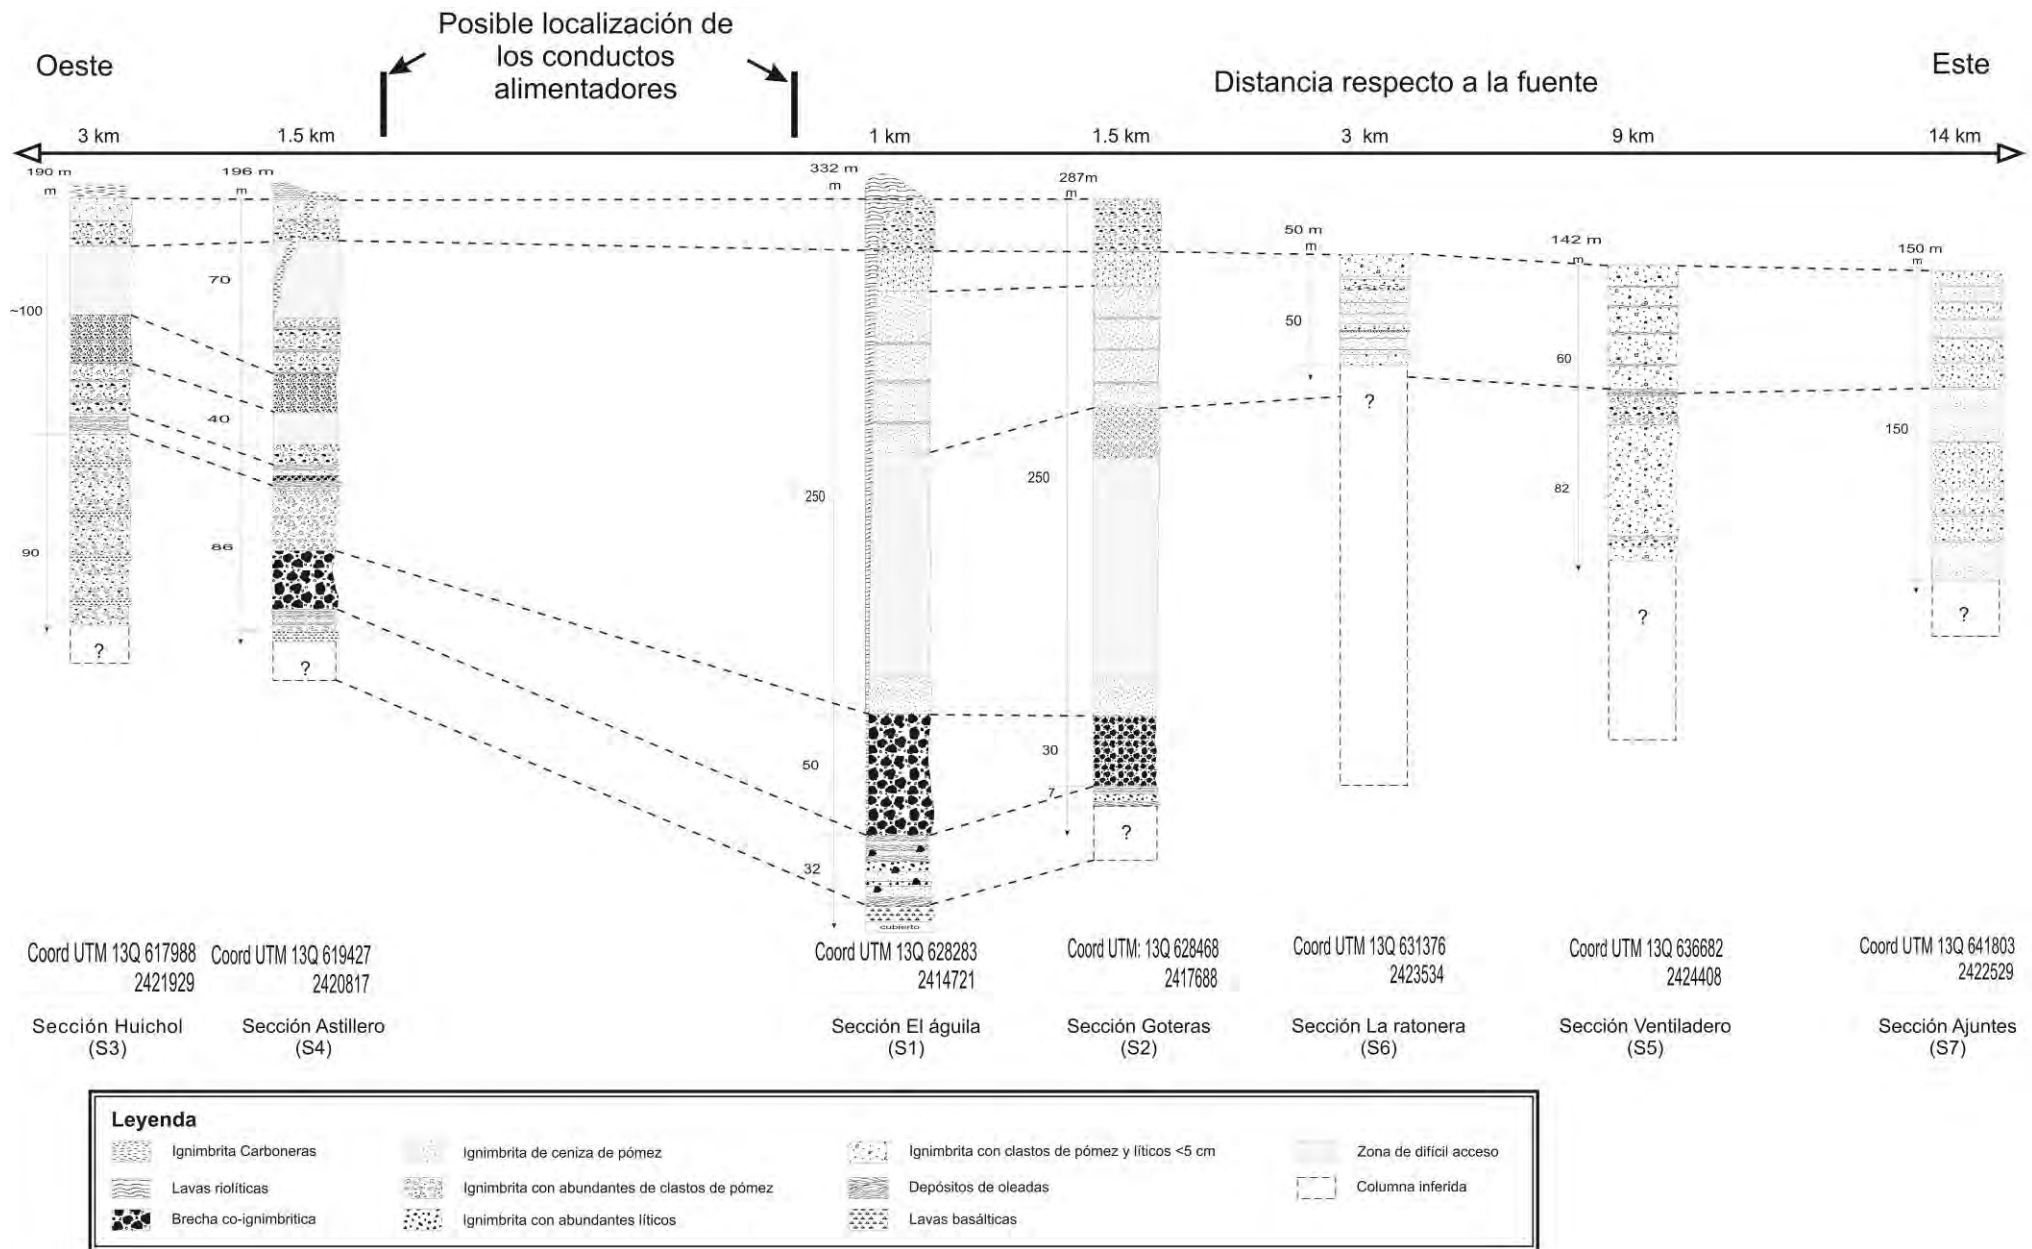 Posible localización de
los conductos
alimentadores
Oeste
Distancia respecto a la fuente
Este
3 km
1.5 km
1 km
1.5 km
3 km
9 km
14 km
190 m
m
196 m
m
332 m
m
287m
m
50 m
m
142 m
m
150 m
m
~100
90
70
40
86
250
50
32
250
30
7
50
60
82
150
?
?
?
?
?
?
cubierto
Coord UTM 13Q 617988
2421929
Coord UTM 13Q 619427
2420817
Coord UTM 13Q 628283
2414721
Coord UTM: 13Q 628468
2417688
Coord UTM 13Q 631376
2423534
Coord UTM 13Q 636682
2424408
Coord UTM 13Q 641803
2422529
Sección Huichol
(S3)
Sección Astillero
(S4)
Sección El águila
(S1)
Sección Goteras
(S2)
Sección La ratonera
(S6)
Sección Ventiladero
(S5)
Sección Ajuntes
(S7)
Leyenda
Ignimbrita Carboneras
Lavas riolíticas
Brecha co-ignimbritica
Ignimbrita de ceniza de pómez
Ignimbrita con abundantes de clastos de pómez
Ignimbrita con abundantes líticos
Ignimbrita con clastos de pómez y líticos <5 cm
Depósitos de oleadas
Lavas basálticas
Zona de difícil acceso
Columna inferida